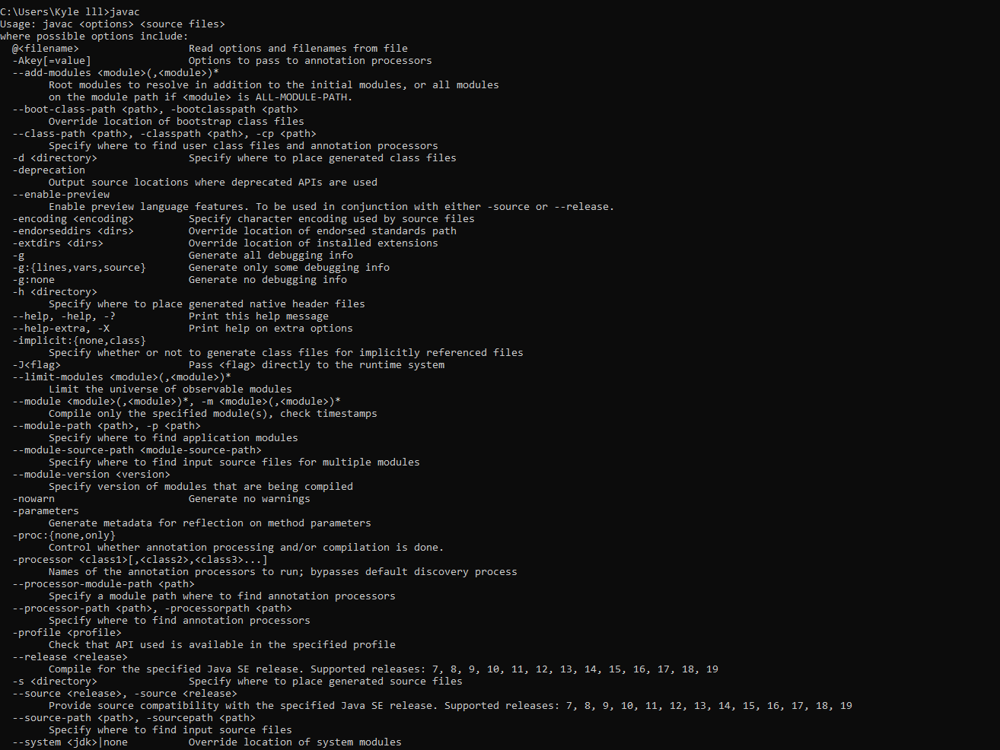 C:\Users\Kyle lll>javac
Usage: javac <options> <source files>
where possible options include:
  @<filename>                  Read options and filenames from file
  -Akey[=value]                Options to pass to annotation processors
  --add-modules <module>(,<module>)*
        Root modules to resolve in addition to the initial modules, or all modules
        on the module path if <module> is ALL-MODULE-PATH.
  --boot-class-path <path>, -bootclasspath <path>
        Override location of bootstrap class files
  --class-path <path>, -classpath <path>, -cp <path>
        Specify where to find user class files and annotation processors
  -d <directory>               Specify where to place generated class files
  -deprecation
        Output source locations where deprecated APIs are used
  --enable-preview
        Enable preview language features. To be used in conjunction with either -source or --release.
  -encoding <encoding>         Specify character encoding used by source files
  -endorseddirs <dirs>         Override location of endorsed standards path
  -extdirs <dirs>              Override location of installed extensions
  -g                           Generate all debugging info
  -g:{lines,vars,source}       Generate only some debugging info
  -g:none                      Generate no debugging info
  -h <directory>
        Specify where to place generated native header files
  --help, -help, -?            Print this help message
  --help-extra, -X             Print help on extra options
  -implicit:{none,class}
        Specify whether or not to generate class files for implicitly referenced files
  -J<flag>                     Pass <flag> directly to the runtime system
  --limit-modules <module>(,<module>)*
        Limit the universe of observable modules
  --module <module>(,<module>)*, -m <module>(,<module>)*
        Compile only the specified module(s), check timestamps
  --module-path <path>, -p <path>
        Specify where to find application modules
  --module-source-path <module-source-path>
        Specify where to find input source files for multiple modules
  --module-version <version>
        Specify version of modules that are being compiled
  -nowarn                      Generate no warnings
  -parameters
        Generate metadata for reflection on method parameters
  -proc:{none,only}
        Control whether annotation processing and/or compilation is done.
  -processor <class1>[,<class2>,<class3>...]
        Names of the annotation processors to run; bypasses default discovery process
  --processor-module-path <path>
        Specify a module path where to find annotation processors
  --processor-path <path>, -processorpath <path>
        Specify where to find annotation processors
  -profile <profile>
        Check that API used is available in the specified profile
  --release <release>
        Compile for the specified Java SE release. Supported releases: 7, 8, 9, 10, 11, 12, 13, 14, 15, 16, 17, 18, 19
  -s <directory>               Specify where to place generated source files
  --source <release>, -source <release>
        Provide source compatibility with the specified Java SE release. Supported releases: 7, 8, 9, 10, 11, 12, 13, 14, 15, 16, 17, 18, 19
  --source-path <path>, -sourcepath <path>
        Specify where to find input source files
  --system <jdk>|none          Override location of system modules